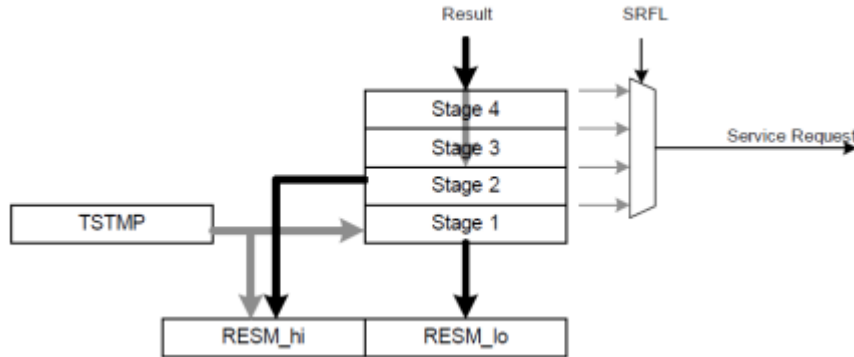 Result
SRFL
Stage 4
Stage 3
Service Request
Stage 2
TSTMP
Stage 1
RESM_hi
RESM_lo